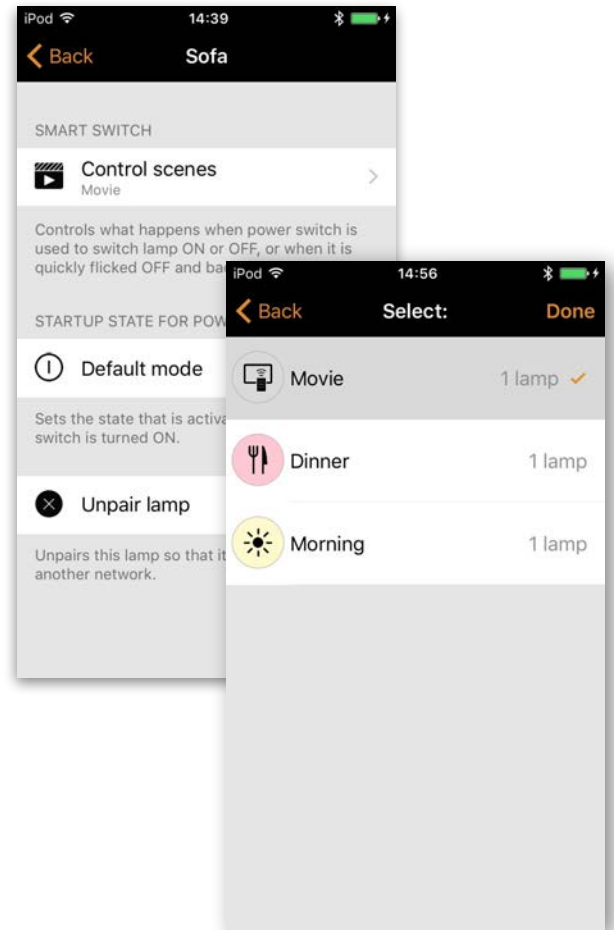 iPod 14:39
Back Sofa
SMART SWITCH
Control scenes
Movie
Controls what happens when power switch is
used to switch lamp ON or OFF, or when it is
quickly flicked OFF and
STARTUP STATE FOR
Default mode
Sets the state that is
switch is turned ON.
Unpair lamp
Unpairs this lamp so that it
another network.
iPod 14:56
Back Select: Done
Movie 1 lamp
Dinner 1 lamp
Morning 1 lamp